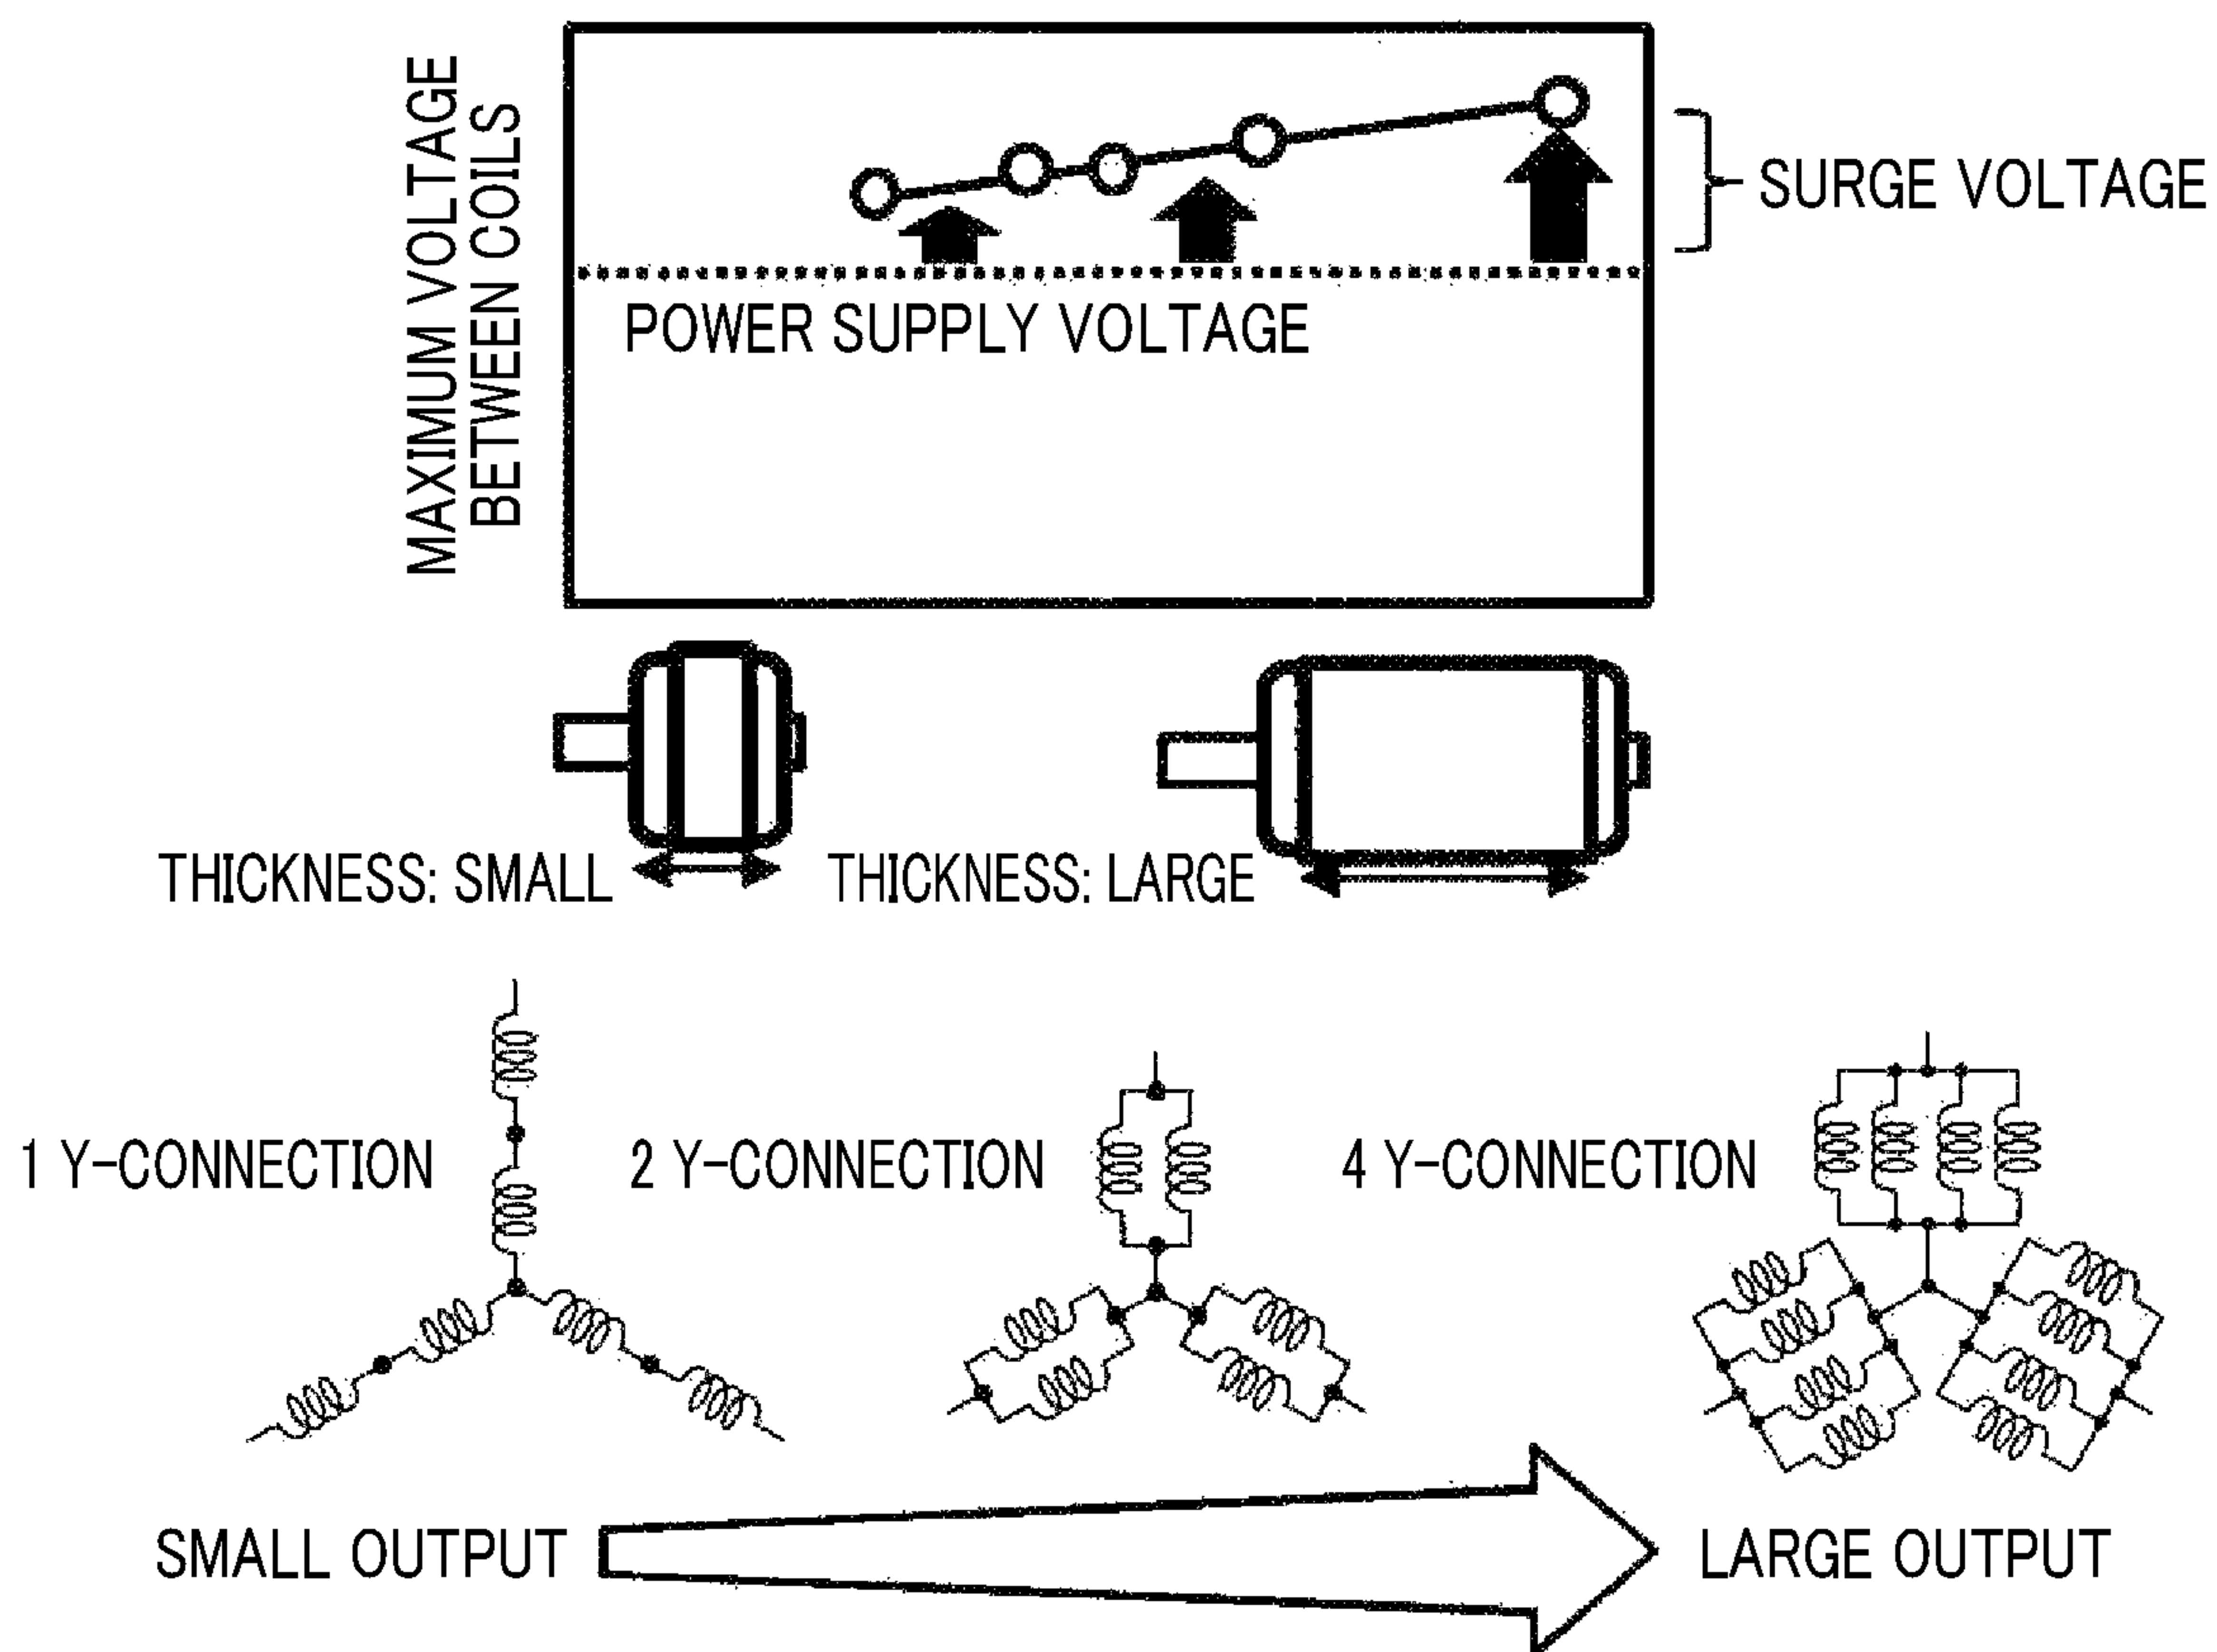 MAXIMUM VOLTAGE
BETWEEN COILS
SURGE VOLTAGE
POWER SUPPLY VOLTAGE
THICKNESS: SMALL
THICKNESS: LARGE
1 Y-CONNECTION
2 Y-CONNECTION
4 Y-CONNECTION
SMALL OUTPUT
LARGE OUTPUT